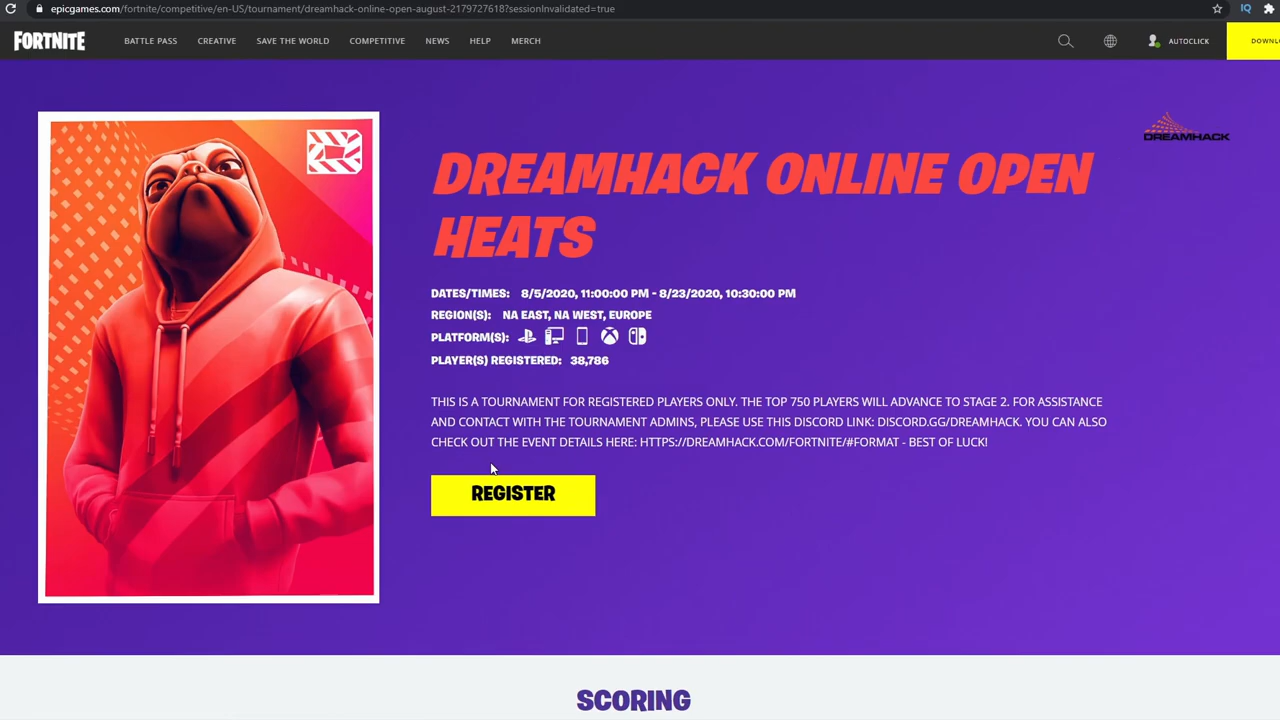 epicgames.com/fortnite/competitive/en-US/tournament/dreamhack-online-open-august-2179727618?sessionInvalidated=true
IQ
FORTNITE
BATTLE PASS
CREATIVE
SAVE THE WORLD
COMPETITIVE
NEWS
HELP
MERCH
AUTOCLICK
DOWNL
DREAMHACK
DREAMHACK ONLINE OPEN
HEATS
DATES/TIMES: 8/5/2020, 11:00:00 PM - 8/23/2020, 10:30:00 PM
REGION(S): NA EAST, NA WEST, EUROPE
PLATFORM(S):
PLAYER(S) REGISTERED: 38,786
THIS IS A TOURNAMENT FOR REGISTERED PLAYERS ONLY. THE TOP 750 PLAYERS WILL ADVANCE TO STAGE 2. FOR ASSISTANCE
AND CONTACT WITH THE TOURNAMENT ADMINS, PLEASE USE THIS DISCORD LINK: DISCORD.GG/DREAMHACK. YOU CAN ALSO
CHECK OUT THE EVENT DETAILS HERE: HTTPS://DREAMHACK.COM/FORTNITE/#FORMAT - BEST OF LUCK!
REGISTER
SCORING